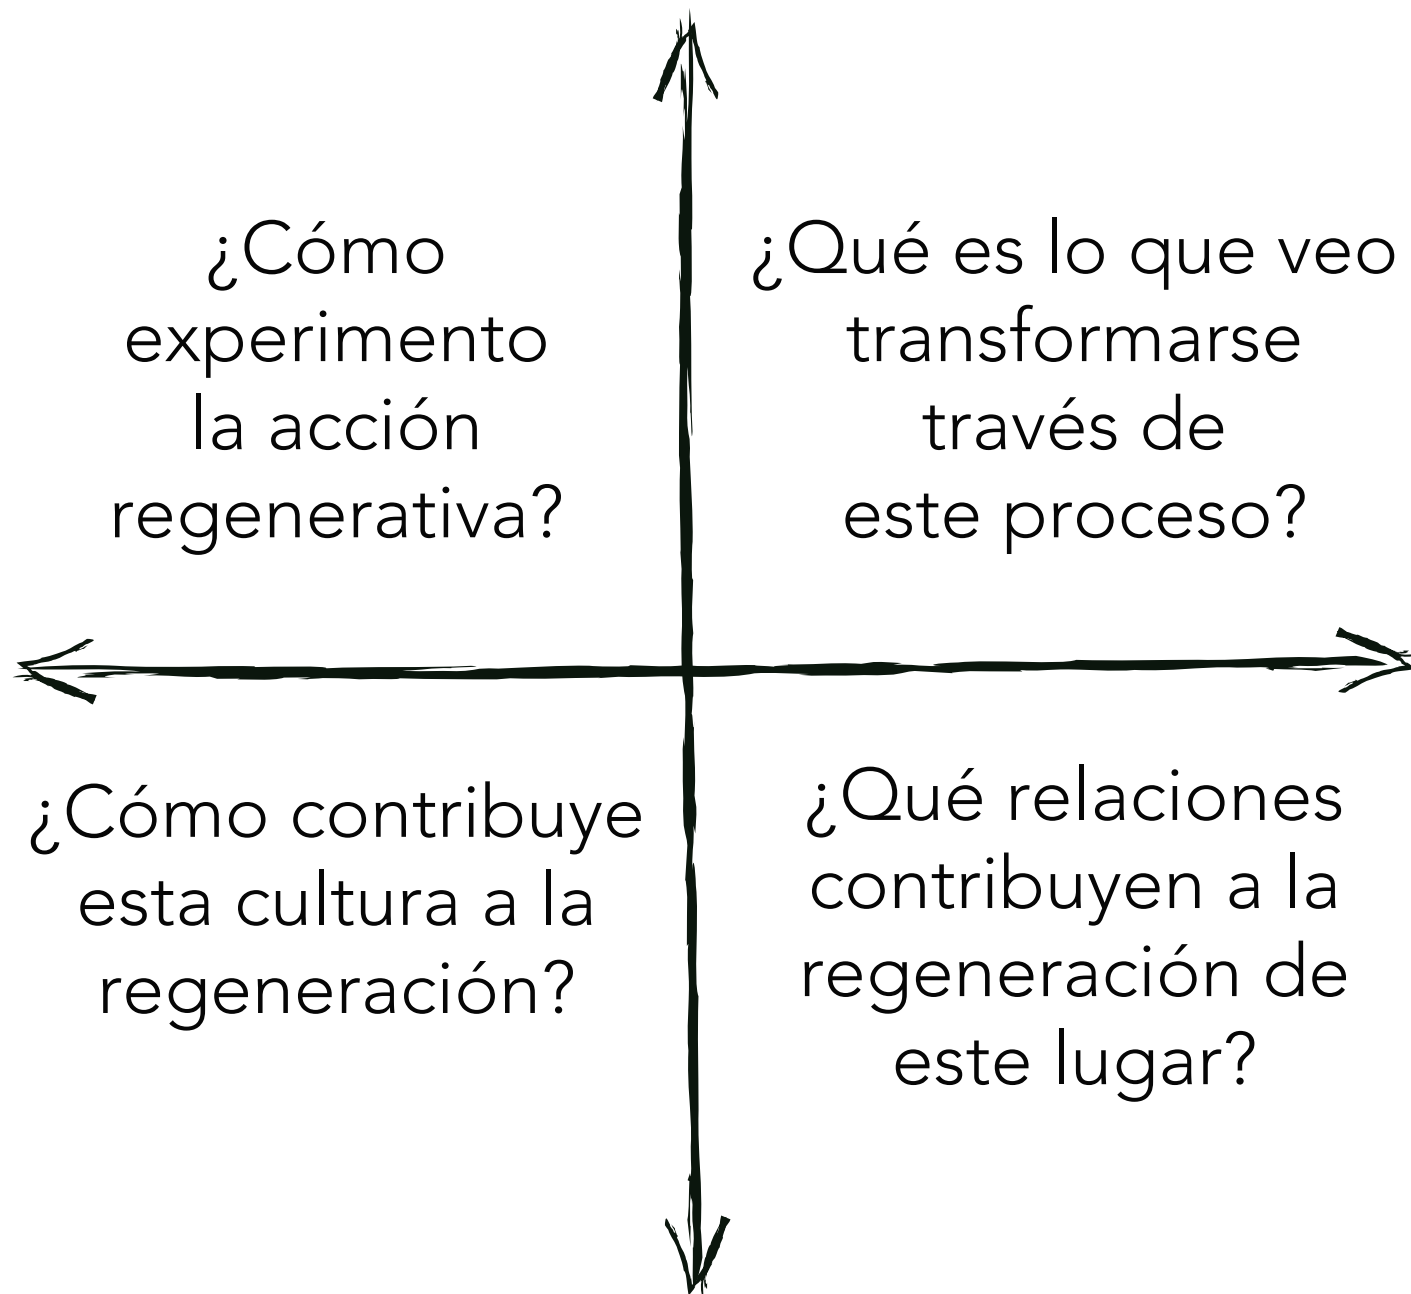 ¿Cómo
experimento
la acción
regenerativa?
¿Qué es lo que veo
transformarse
través de
este proceso?
¿Cómo contribuye
esta cultura a la
regeneración?
¿Qué relaciones
contribuyen a la
regeneración de
este lugar?